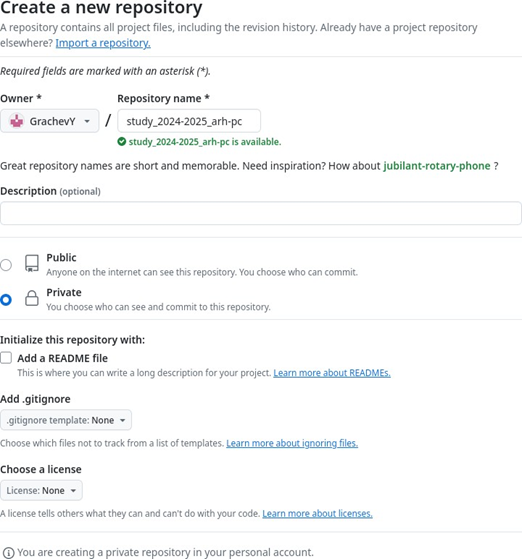 Create a new repository
A repository contains all project files, including the revision history. Already have a project repository
elsewhere? Import a repository.
Required fields are marked with an asterisk (*).
Owner * Repository name *
GrachevY / study_2024-2025_arh-pc
study_2024-2025_arh-pc is available.
Great repository names are short and memorable. Need inspiration? How about jubilant-rotary-phone ?
Description (optional)
Public
Anyone on the internet can see this repository. You choose who can commit.
Private
You choose who can see and commit to this repository.
Initialize this repository with:
Add a README file
This is where you can write a long description for your project. Learn more about READMEs.
Add .gitignore
.gitignore template: None
Choose which files not to track from a list of templates. Learn more about ignoring files.
Choose a license
License: None
A license tells others what they can and can't do with your code. Learn more about licenses.
You are creating a private repository in your personal account.